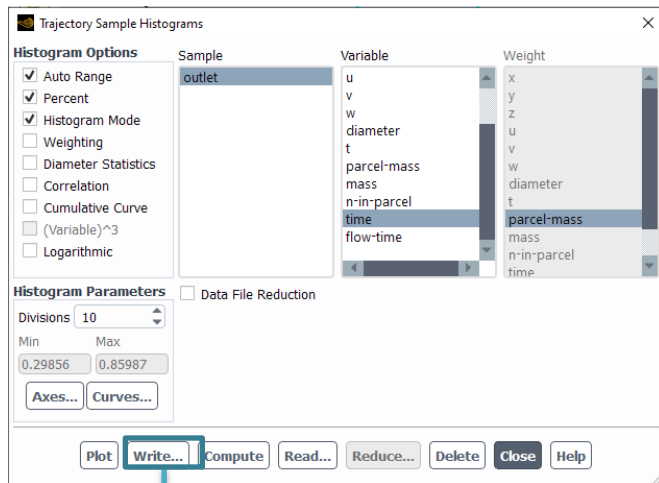 Trajectory Sample Histograms
Histogram Options
Auto Range
Percent
Histogram Mode
Weighting
Diameter Statistics
Correlation
Cumulative Curve
(Variable)^3
Logarithmic
Sample
outlet
Variable
u
v
w
diameter
t
parcel-mass
mass
n-in-parcel
time
flow-time
Weight
x
y
z
u
v
w
diameter
t
parcel-mass
mass
n-in-parcel
time
Histogram Parameters
Divisions 10
Min Max
0.29856 0.85987
Axes... Curves...
Data File Reduction
Plot Write... Compute Read... Reduce... Delete Close Help